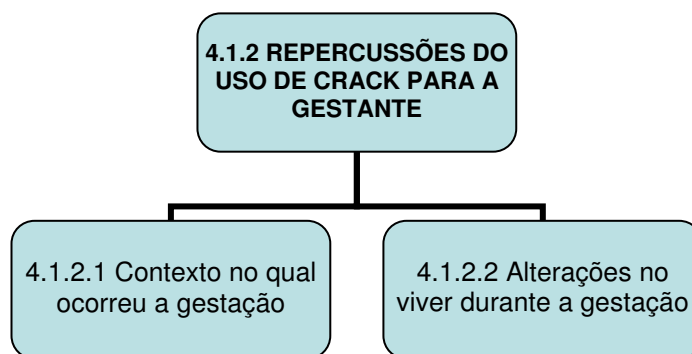 4.1.2 REPERCUSSÕES DO
USO DE CRACK PARA A
GESTANTE
4.1.2.1 Contexto no qual
ocorreu a gestação
4.1.2.2 Alterações no
viver durante a gestação